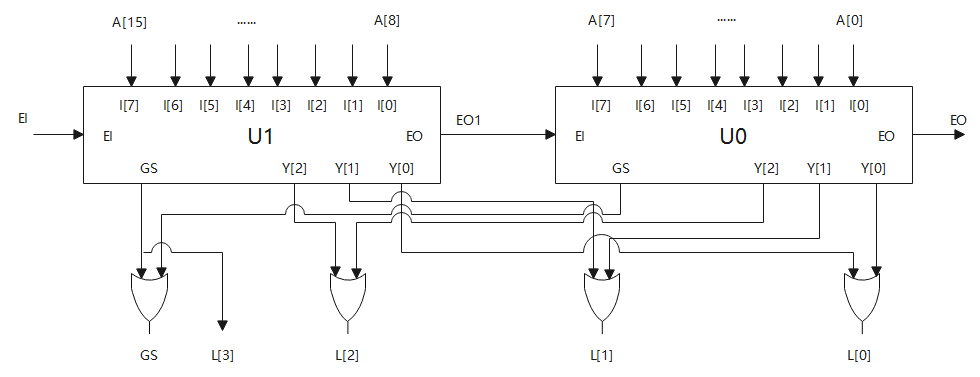 A[15] ...... A[8] A[7] ...... A[0]
I[7] I[6] I[5] I[4] I[3] I[2] I[1] I[0] I[7] I[6] I[5] I[4] I[3] I[2] I[1] I[0]
EI EI U1 EO EO1 EI U0 EO EO
GS Y[2] Y[1] Y[0] GS Y[2] Y[1] Y[0]
GS L[3] L[2] L[1] L[0]